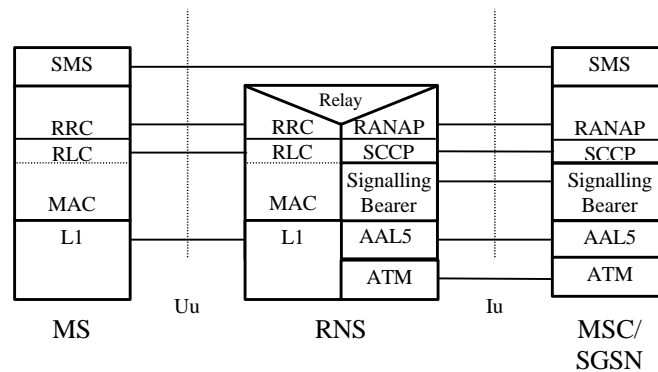 SMS
SMS
Relay
RRC
RRC
RANAP
RANAP
RLC
RLC
SCCP
SCCP
Signalling
Bearer
Signalling
Bearer
MAC
MAC
L1
L1
AAL5
AAL5
ATM
ATM
Uu
Iu
MS
RNS
MSC/
SGSN